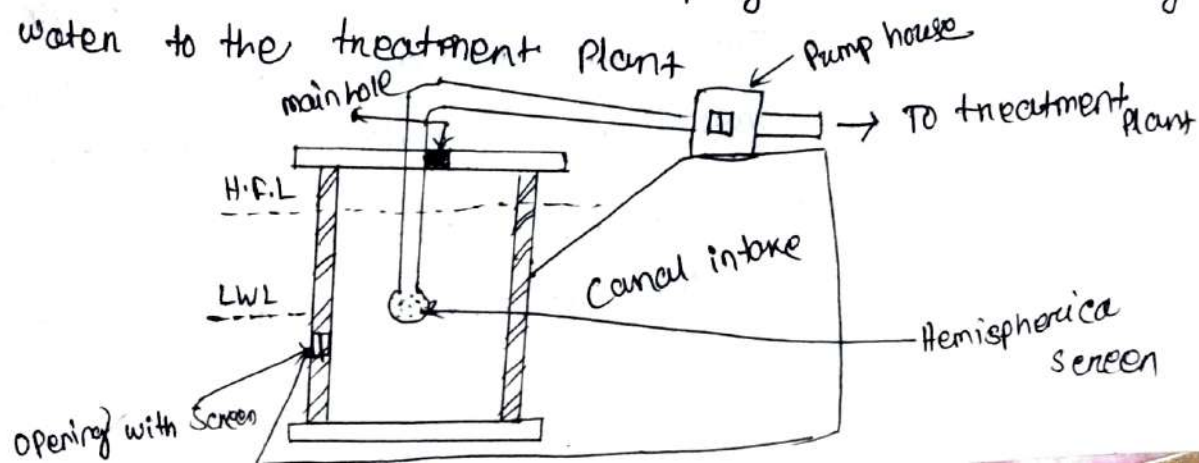 water to the treatment Plant
Pump house
mainhole
To treatment Plant
H.F.L
Canal intake
LWL
Hemispherica
screen
opening with Screen